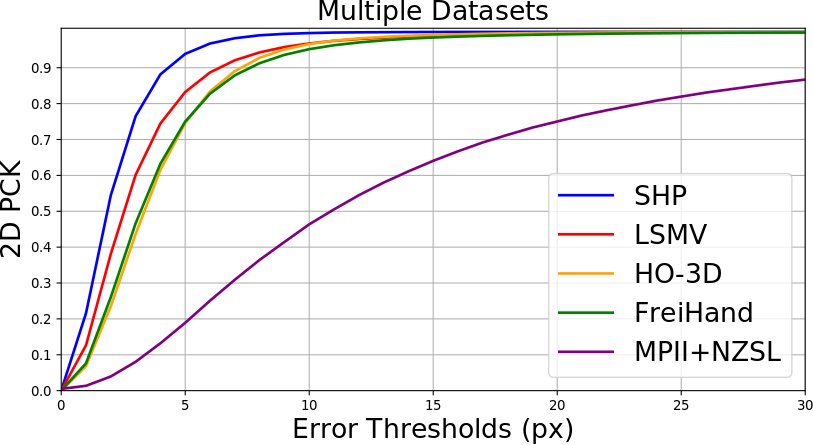 Multiple Datasets
2D PCK
0.9
0.8
0.7
0.6
0.5
0.4
0.3
0.2
0.1
0.0
0 5 10 15 20 25 30
Error Thresholds (px)
SHP
LSMV
HO-3D
FreiHand
MPII+NZSL